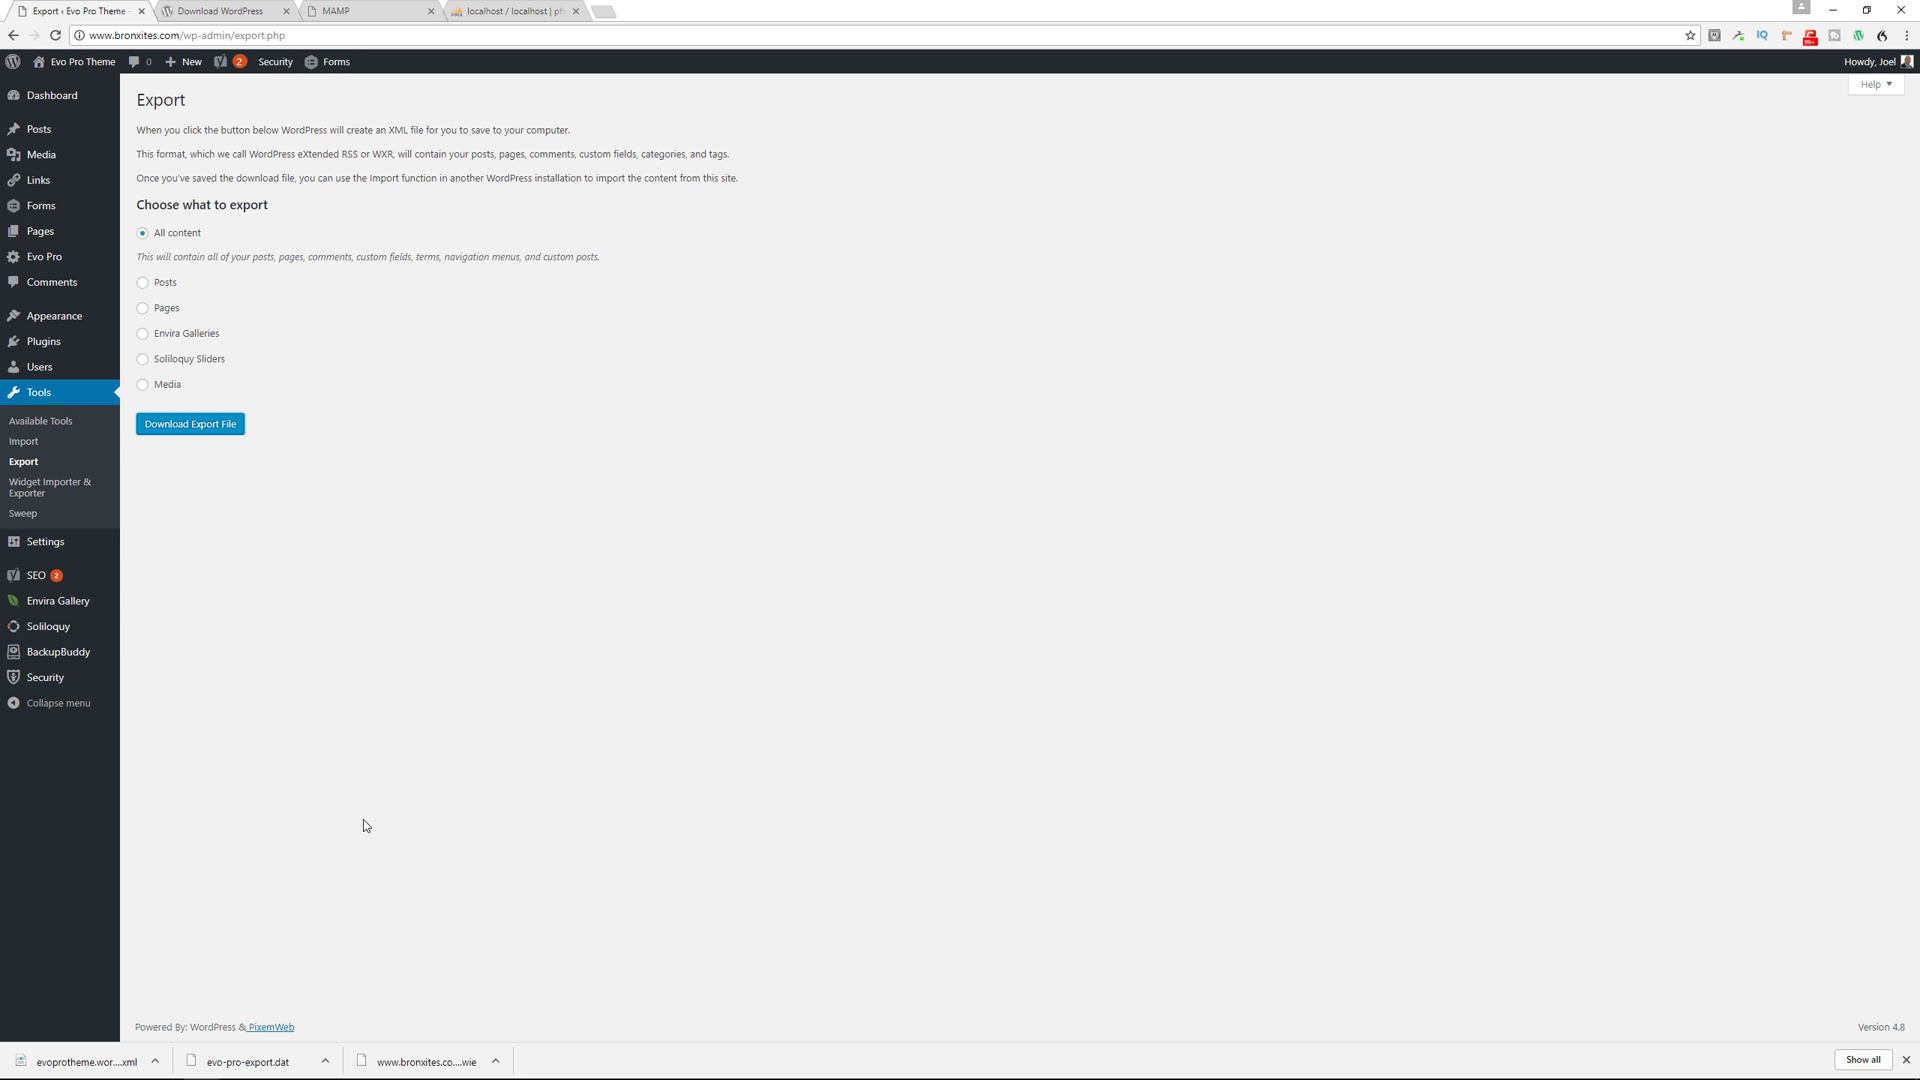 Export ‹ Evo Pro Theme -
Download WordPress
MAMP
localhost / localhost | ph
www.bronxites.com/wp-admin/export.php
IQ
99+
Evo Pro Theme
0
New
2
Security
Forms
Howdy, Joel
Help
Dashboard
Posts
Media
Links
Forms
Pages
Evo Pro
Comments
Appearance
Plugins
Users
Tools
Available Tools
Import
Export
Widget Importer &
Exporter
Sweep
Settings
SEO 2
Envira Gallery
Soliloquy
BackupBuddy
Security
Collapse menu
Export
When you click the button below WordPress will create an XML file for you to save to your computer.
This format, which we call WordPress eXtended RSS or WXR, will contain your posts, pages, comments, custom fields, categories, and tags.
Once you've saved the download file, you can use the Import function in another WordPress installation to import the content from this site.
Choose what to export
All content
This will contain all of your posts, pages, comments, custom fields, terms, navigation menus, and custom posts.
Posts
Pages
Envira Galleries
Soliloquy Sliders
Media
Download Export File
Powered By: WordPress & PixemWeb
Version 4.8
evoprotheme.wor....xml
evo-pro-export.dat
www.bronxites.co....wie
Show all